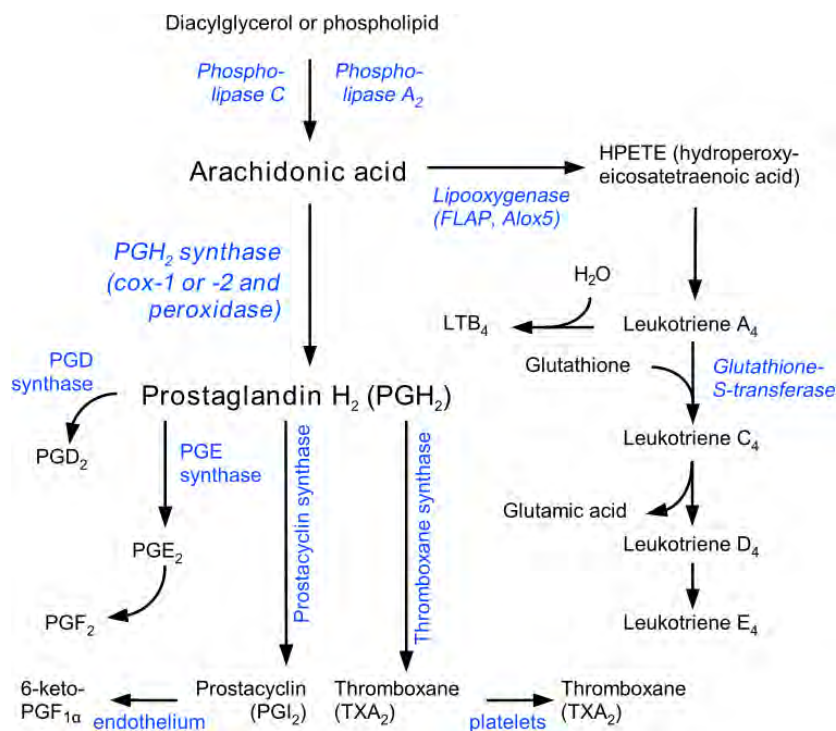 Diacylglycerol or phospholipid
Phospho-
lipase C
Phospho-
lipase A₂
Arachidonic acid
HPETE (hydroperoxy-
eicosatetraenoic acid)
Lipooxygenase
(FLAP, Alox5)
PGH₂ synthase
(cox-1 or -2 and
peroxidase)
H₂O
LTB₄
Leukotriene A₄
Glutathione
Glutathione-
S-transferase
PGD
synthase
Prostaglandin H₂ (PGH₂)
PGD₂
PGE
synthase
Prostacyclin synthase
Thromboxane synthase
Leukotriene C₄
Glutamic acid
PGE₂
Leukotriene D₄
PGF₂
Leukotriene E₄
6-keto-
PGF₁α
endothelium
Prostacyclin
(PGI₂)
Thromboxane
(TXA₂)
platelets
Thromboxane
(TXA₂)